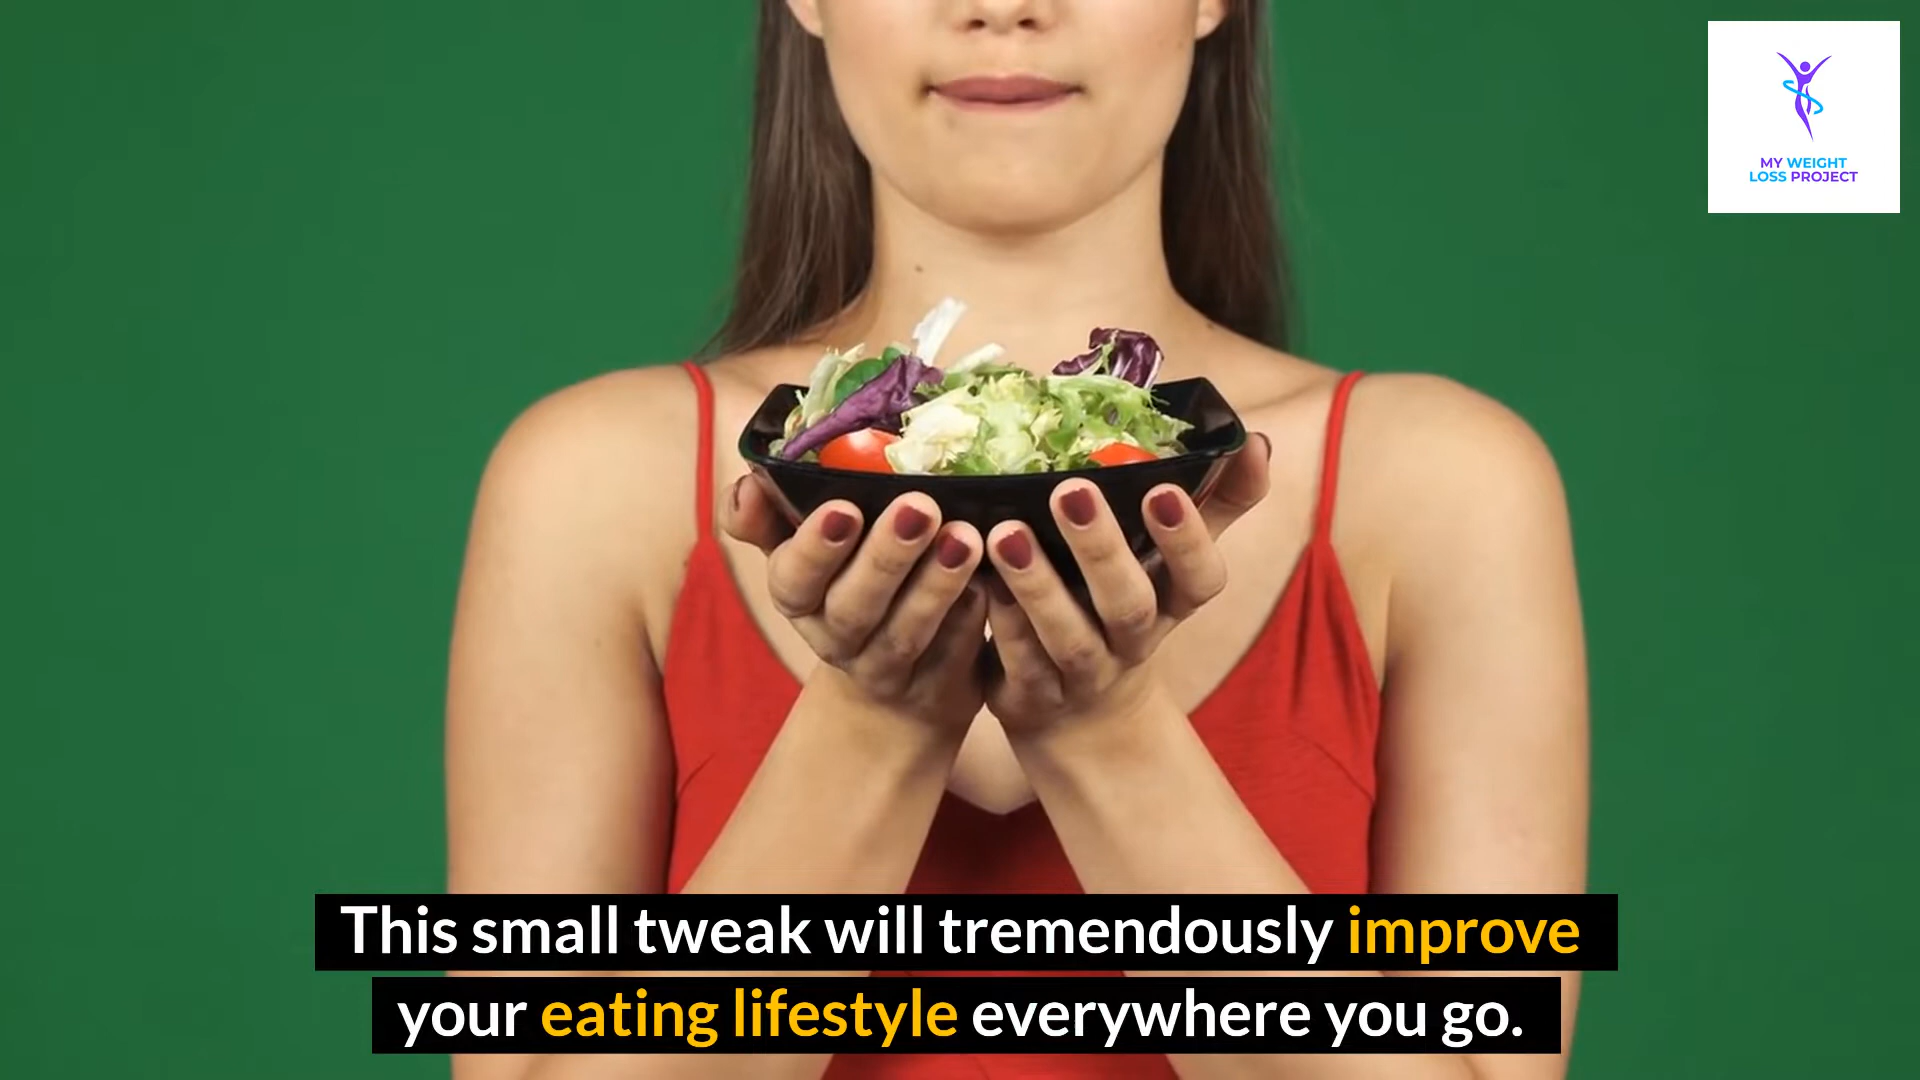 MY WEIGHT
LOSS PROJECT
This small tweak will tremendously improve
your eating lifestyle everywhere you go.